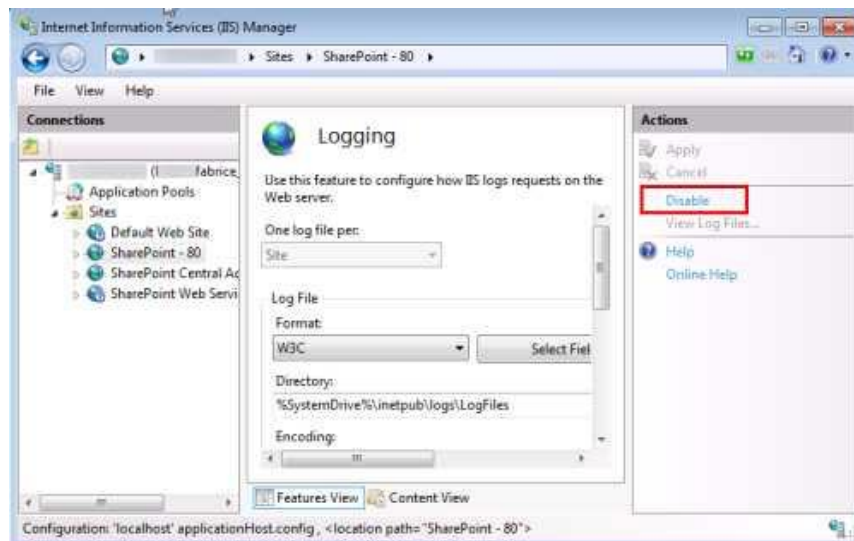 Internet Information Services (IIS) Manager
Sites SharePoint - 80
File View Help
Connections
fabrice
Application Pools
Sites
Default Web Site
SharePoint - 80
SharePoint Central Ad
SharePoint Web Servi
Logging
Use this feature to configure how IIS logs requests on the
Web server.
One log file per:
Site
Log File
Format:
W3C
Select Fiel
Directory:
%SystemDrive%\inetpub\logs\LogFiles
Encoding:
Features View
Content View
Actions
Apply
Cancel
Disable
View Log Files...
Help
Online Help
Configuration: 'localhost' applicationHost.config , <location path="SharePoint - 80">